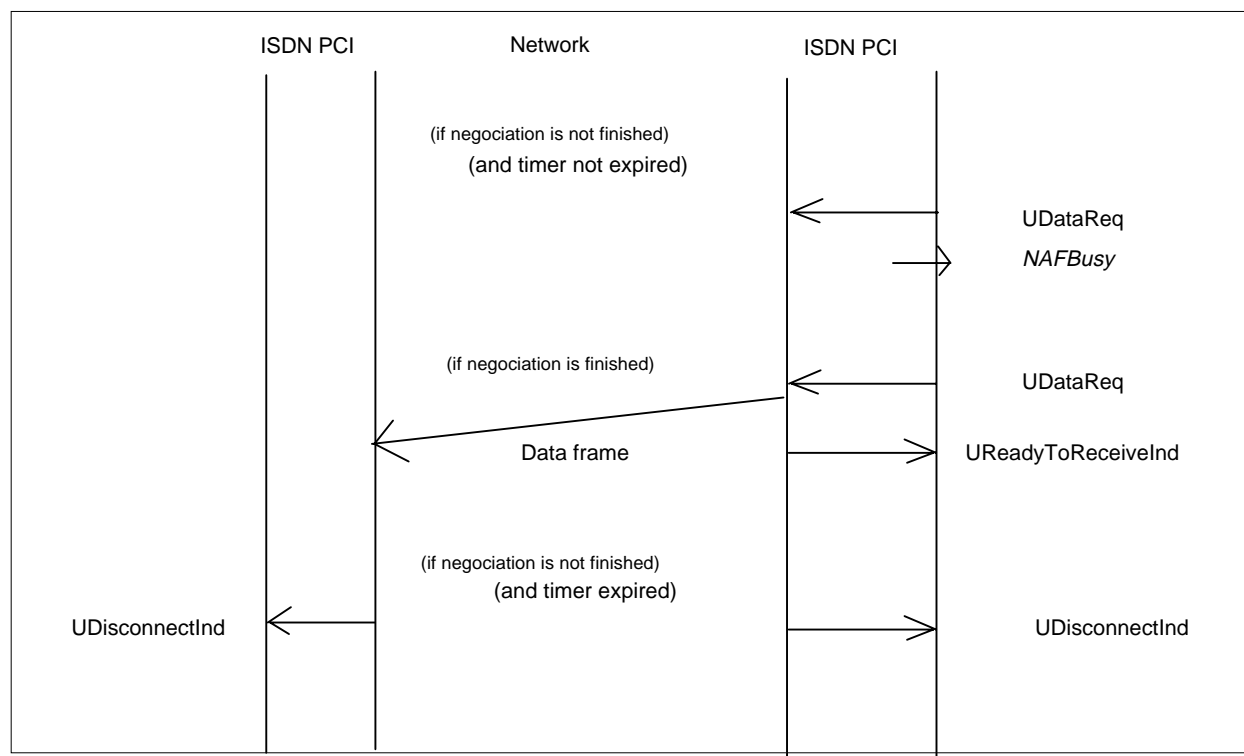 ISDN PCI Network ISDN PCI
(if negociation is not finished)
(and timer not expired)
UDataReq
NAFBusy
(if negociation is finished)
UDataReq
Data frame
UReadyToReceiveInd
(if negociation is not finished)
(and timer expired)
UDisconnectInd
UDisconnectInd